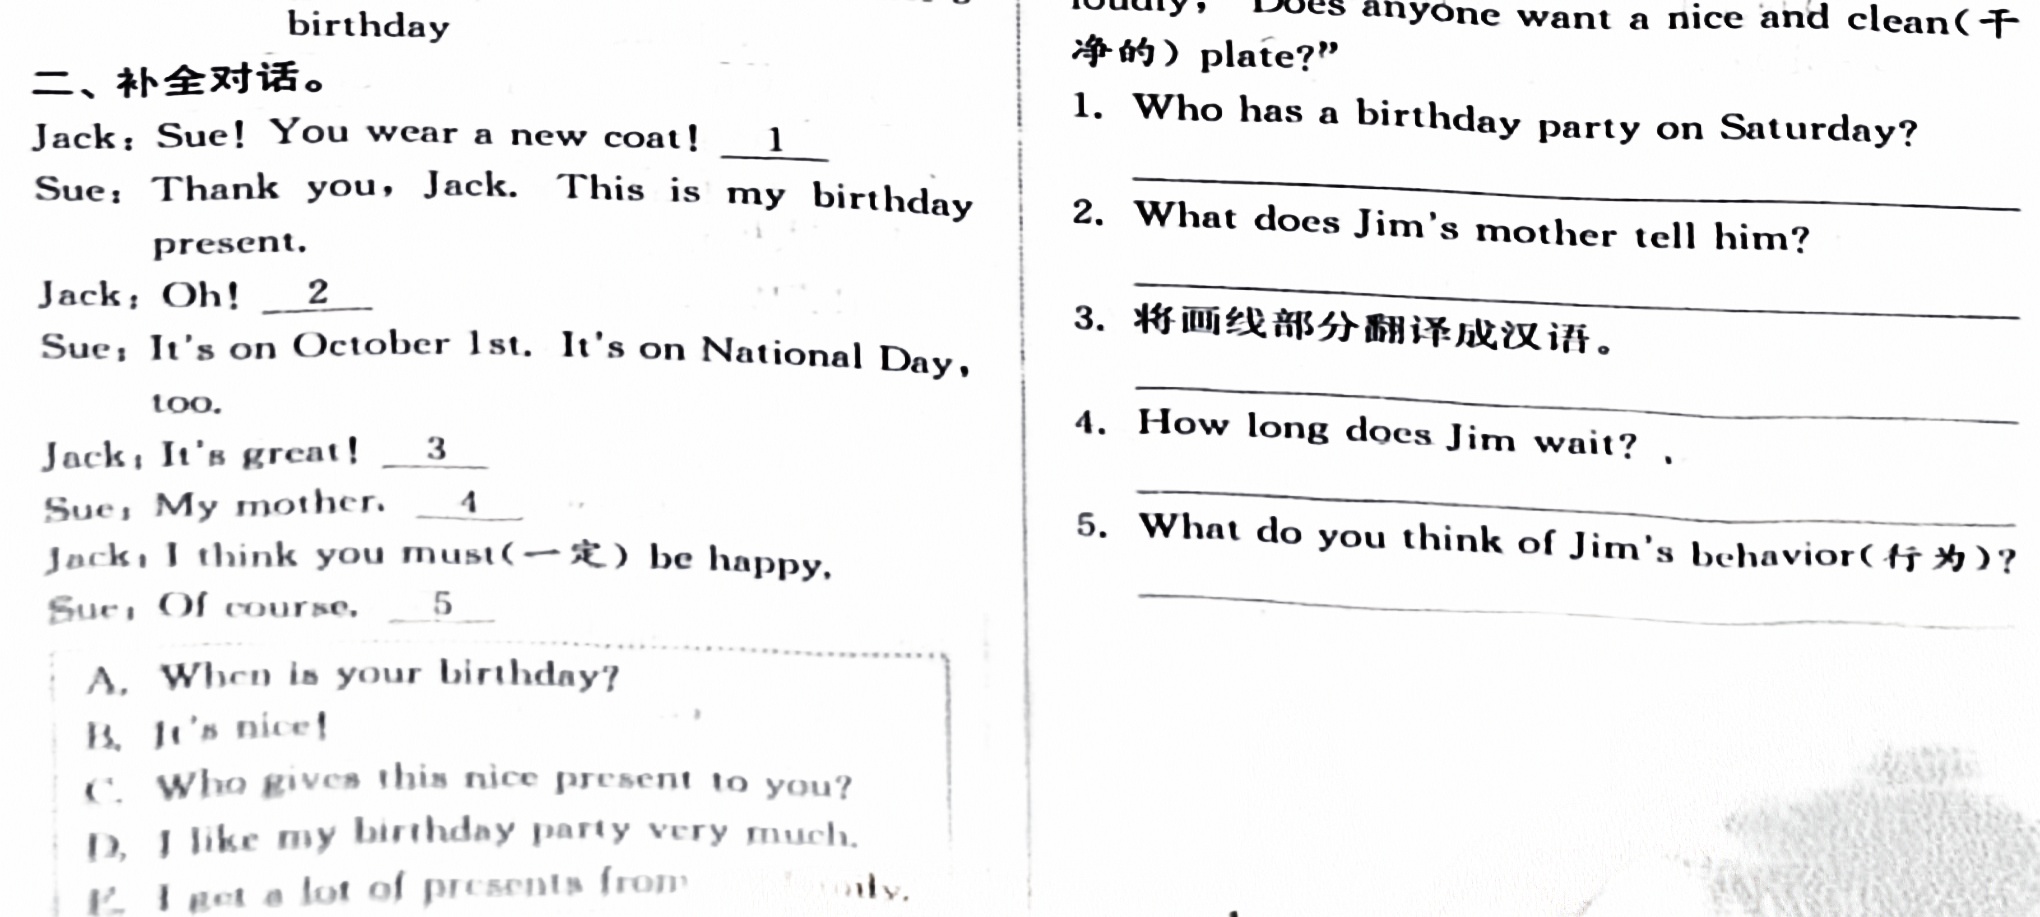 birthday
二、补全对话。
Jack: Sue! You wear a new coat! 1
Sue: Thank you, Jack. This is my birthday
present.
Jack: Oh! 2
Sue: It's on October 1st. It's on National Day,
too.
Jack: It's great! 3
Sue: My mother. 4
Jack: I think you must(一定) be happy.
Sue: Of course. 5
A. When is your birthday?
B. It's nice!
C. Who gives this nice present to you?
D. I like my birthday party very much.
E. I get a lot of presents from
Does anyone want a nice and clean(干
净的) plate?”
1. Who has a birthday party on Saturday?
2. What does Jim's mother tell him?
3. 将画线部分翻译成汉语。
4. How long does Jim wait?
5. What do you think of Jim's behavior(行为)?